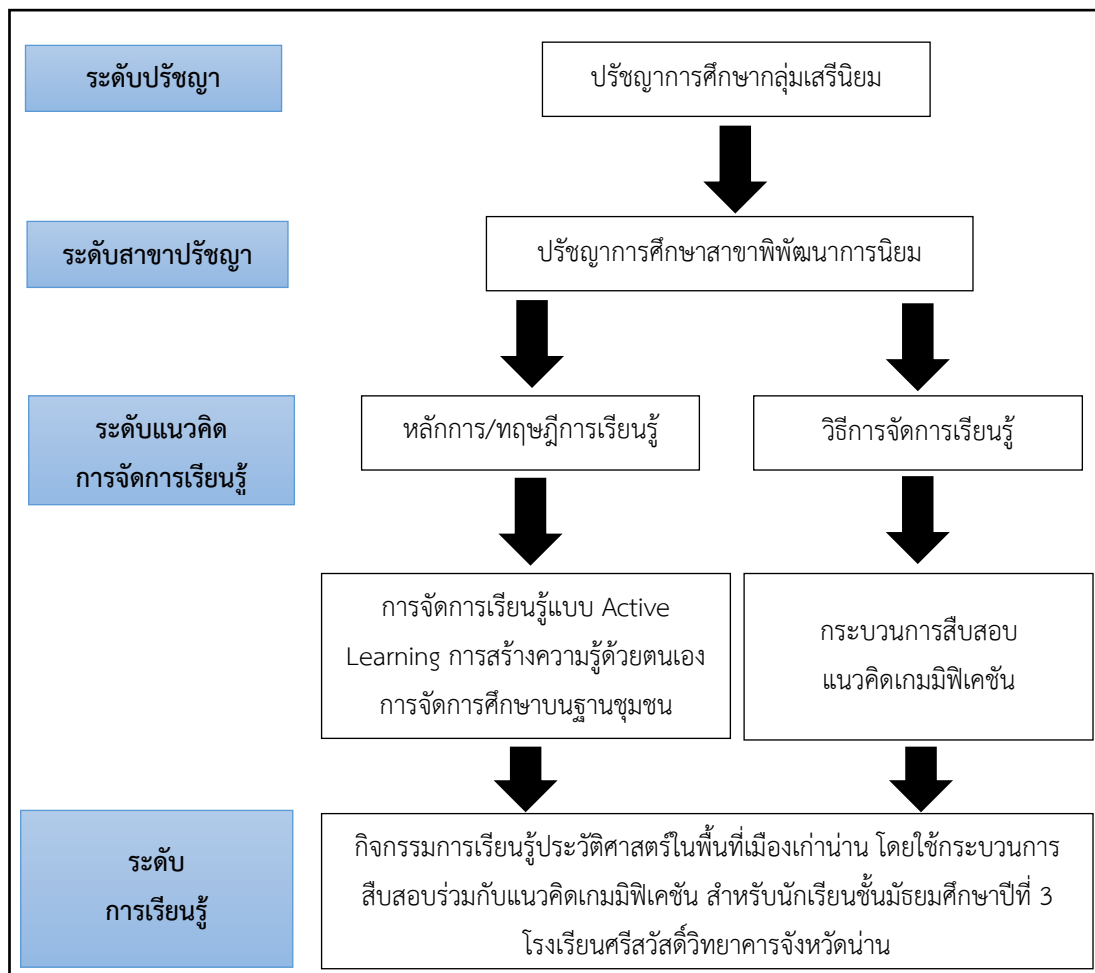 ระดับปรัชญา
ปรัชญาการศึกษากลุ่มเสรีนิยม
ระดับสาขาปรัชญา
ปรัชญาการศึกษาสาขาพิพัฒนาการนิยม
ระดับแนวคิด
การจัดการเรียนรู้
หลักการ/ทฤษฎีการเรียนรู้
วิธีการจัดการเรียนรู้
การจัดการเรียนรู้แบบ Active
Learning การสร้างความรู้ด้วยตนเอง
การจัดการศึกษาบนฐานชุมชน
กระบวนการสืบสอบ
แนวคิดเกมมิฟิเคชัน
ระดับ
การเรียนรู้
กิจกรรมการเรียนรู้ประวัติศาสตร์ในพื้นที่เมืองเก่าน่าน โดยใช้กระบวนการ
สืบสอบร่วมกับแนวคิดเกมมิฟิเคชัน สำหรับนักเรียนชั้นมัธยมศึกษาปีที่ 3
โรงเรียนศรีสวัสดิ์วิทยาคารจังหวัดน่าน